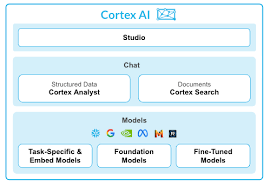 Cortex AI
Studio
Chat
Structured Data
Cortex Analyst
Documents
Cortex Search
Models
Task-Specific &
Embed Models
Foundation
Models
Fine-Tuned
Models